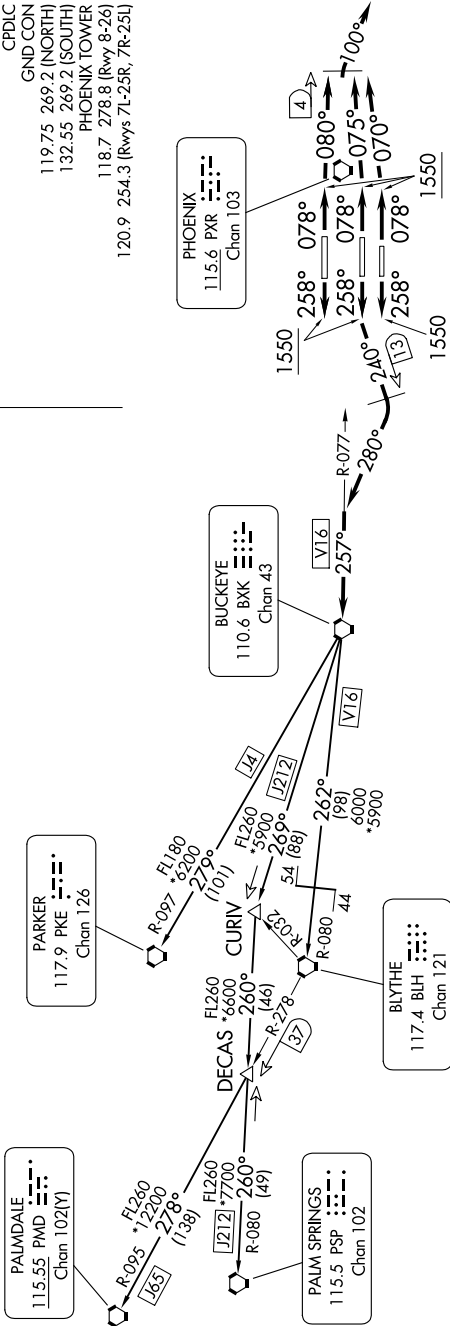 CPDLC
GND CON
119.75 269.2 (NORTH)
132.55 269.2 (SOUTH)
PHOENIX TOWER
118.7 278.8 (Rwy 8-26)
120.9 254.3 (Rwys 7L-25R, 7R-25L)
PALMDALE
115.55 PMD
Chan 102(Y)
R-095
J65
FL260
*12200
278°
(138)
PALM SPRINGS
115.5 PSP
Chan 102
J212
R-080
FL260
*7700
260°
(49)
DECAS
37
R-278
FL260
*6600
260°
(46)
CURIV
R-032
PARKER
117.9 PKE
Chan 126
R-097
FL180
*6200
279°
(101)
J4
FL260
*5900
269°
(98)
J212
54
44
BLYTHE
117.4 BLH
Chan 121
R-080
262°
(98)
6000
*5900
V16
BUCKEYE
110.6 BXK
Chan 43
V16
257°
R-077
280°
13
240°
PHOENIX
115.6 PXR
Chan 103
1550
1550
1550
258°
258°
258°
078°
078°
078°
080°
075°
070°
4
100°